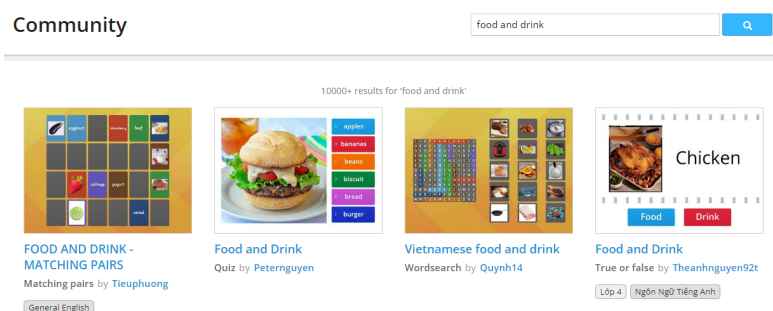 Community
food and drink
10000+ results for 'food and drink'
eggplant
strawberry
beef
cabbage
yogurt
cereal
apples
bananas
beans
biscuit
bread
burger
Chicken
Food
Drink
FOOD AND DRINK -
MATCHING PAIRS
Matching pairs by Tieuphuong
General English
Food and Drink
Quiz by Peternguyen
Vietnamese food and drink
Wordsearch by Quynh14
Food and Drink
True or false by Theanhnguyen92t
Lớp 4
Ngôn Ngữ Tiếng Anh